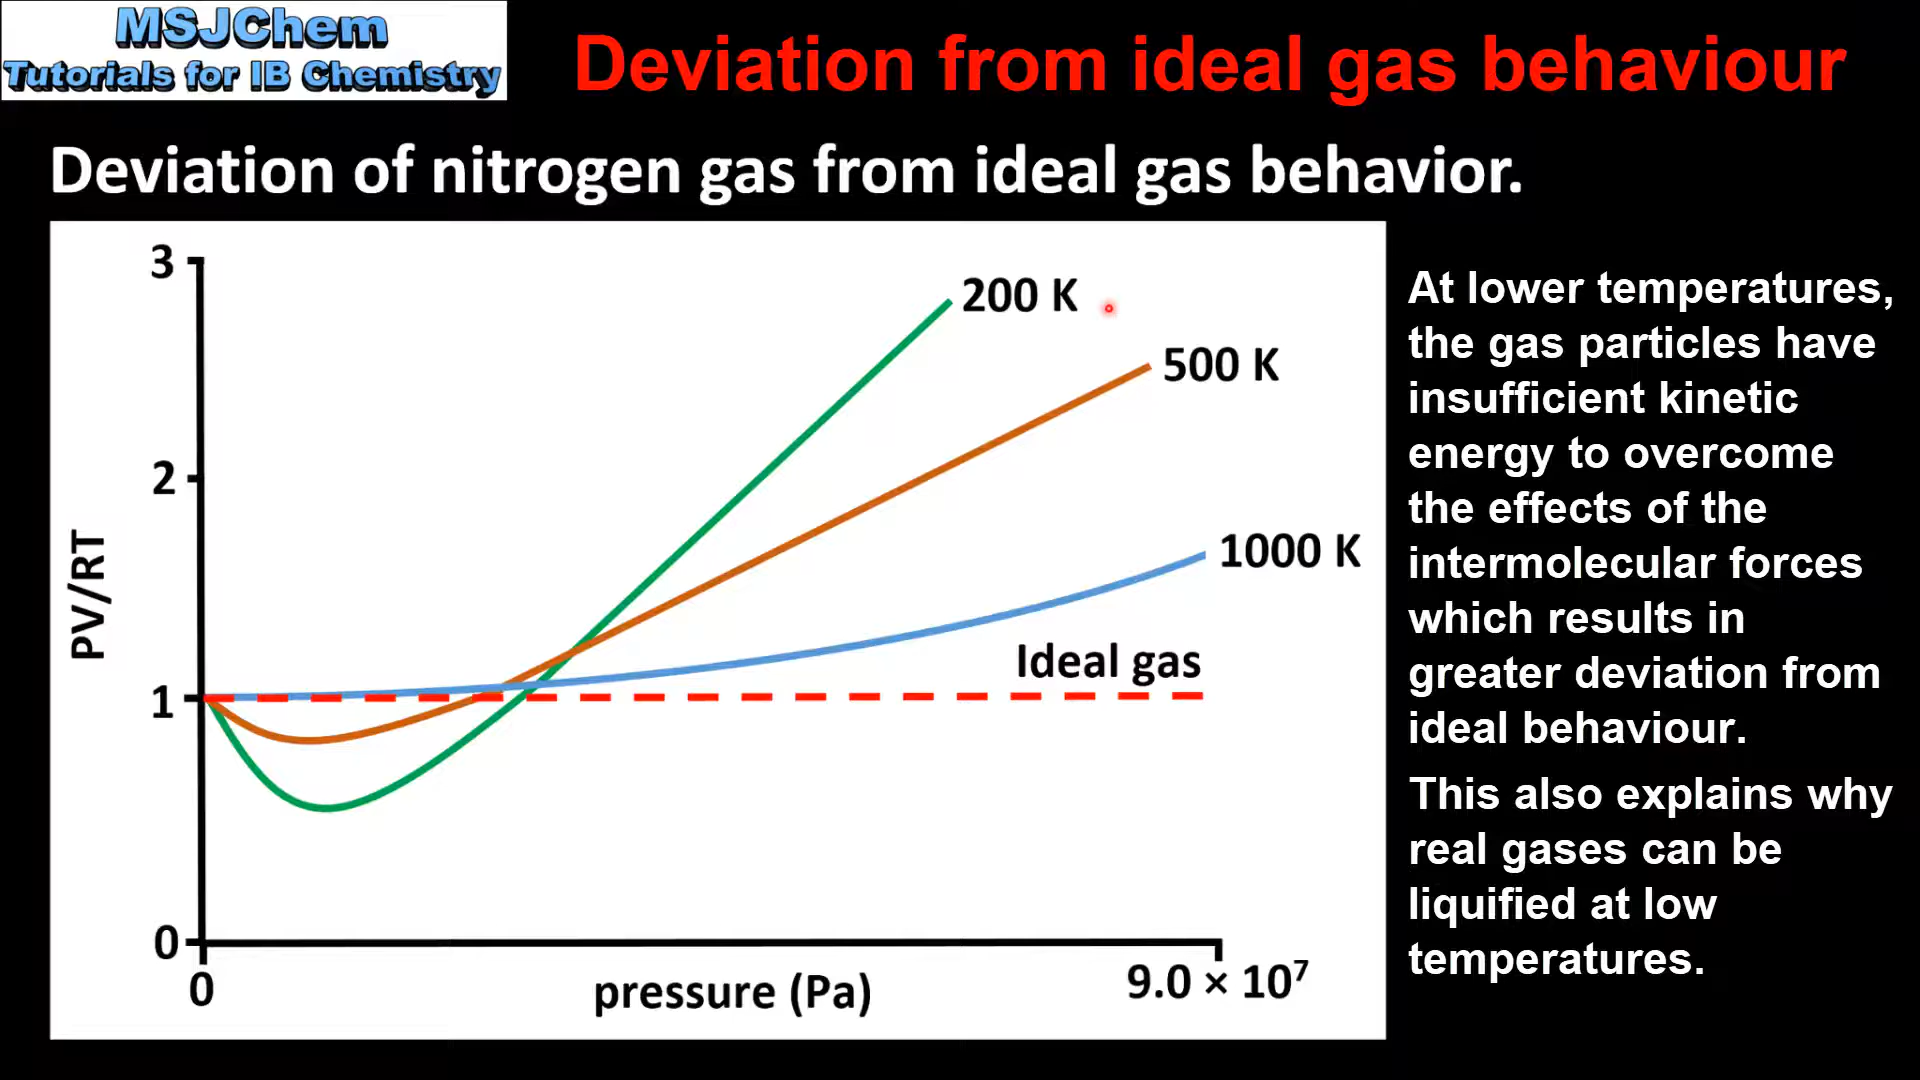 MSJChem
Tutorials for IB Chemistry
Deviation from ideal gas behaviour
Deviation of nitrogen gas from ideal gas behavior.
3
200 K
500 K
2
1000 K
PV/RT
Ideal gas
1
0
0
pressure (Pa)
9.0 × 10⁷
At lower temperatures,
the gas particles have
insufficient kinetic
energy to overcome
the effects of the
intermolecular forces
which results in
greater deviation from
ideal behaviour.
This also explains why
real gases can be
liquified at low
temperatures.